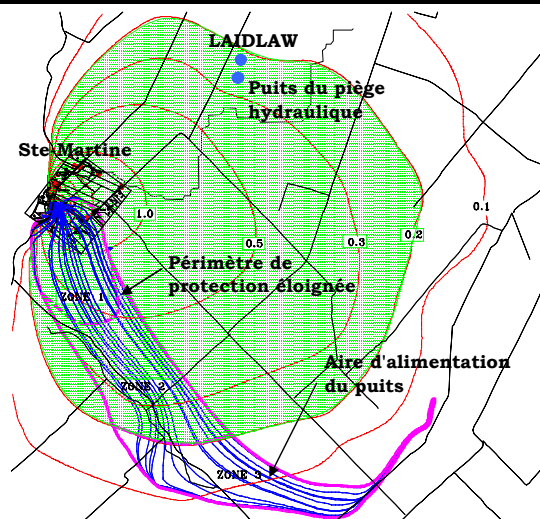 LAIDLAW
Puits du piège
hydraulique
Ste-Martine
1.0
0.5
0.3
0.2
0.1
Périmètre de
protection éloignée
ZONE 1
Aire d'alimentation
du puits
ZONE 2
ZONE 3